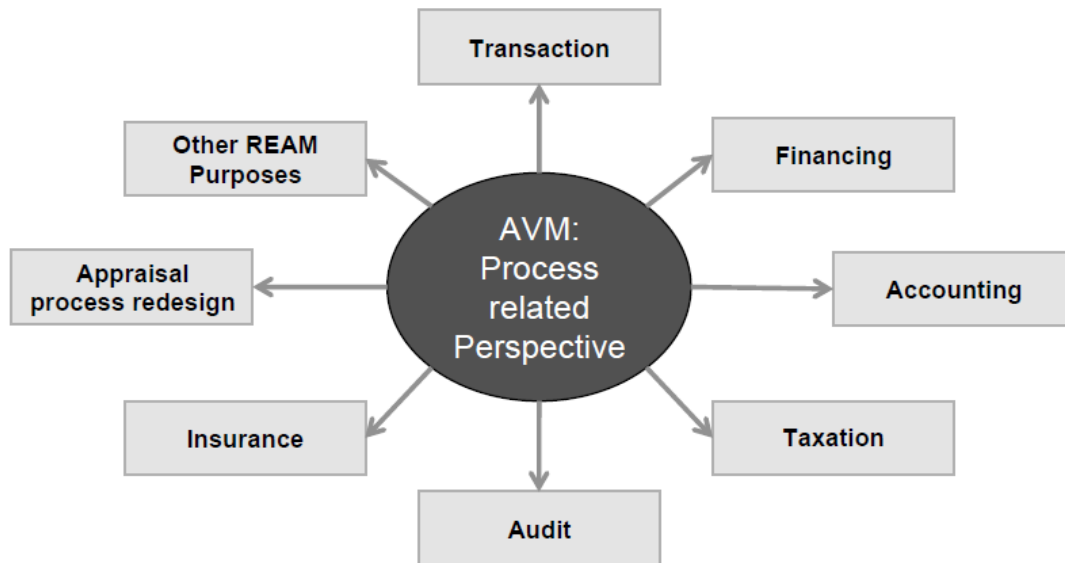 Transaction
Other REAM
Purposes
Financing
AVM:
Process
related
Perspective
Appraisal
process redesign
Accounting
Insurance
Taxation
Audit